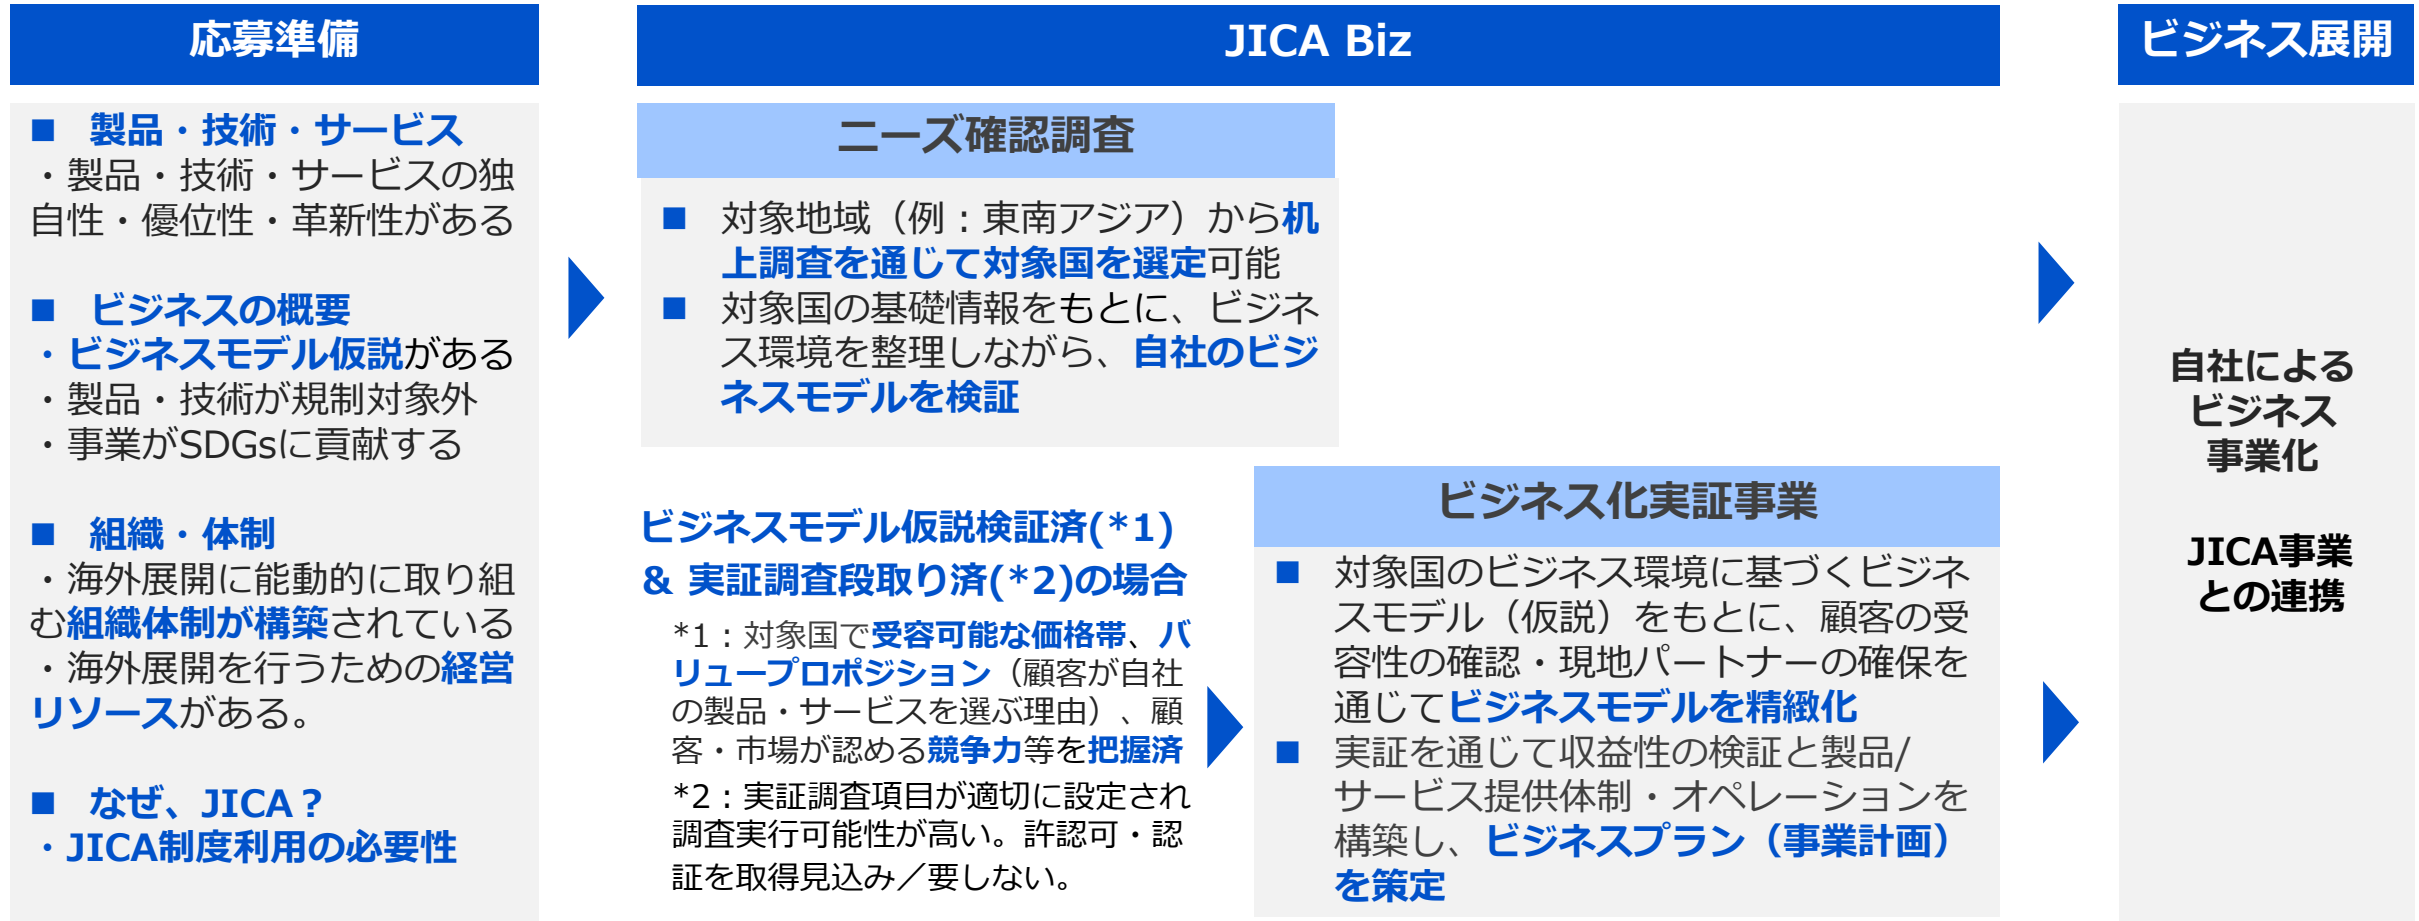 応募準備
■ 製品・技術・サービス
・製品・技術・サービスの独
自性・優位性・革新性がある
■ ビジネスの概要
・ビジネスモデル仮説がある
・製品・技術が規制対象外
・事業がSDGsに貢献する
■ 組織・体制
・海外展開に能動的に取り組
む組織体制が構築されている
・海外展開を行うための経営
リソースがある。
■ なぜ、JICA？
・JICA制度利用の必要性
JICA Biz
ニーズ確認調査
■ 対象地域（例：東南アジア）から机
上調査を通じて対象国を選定可能
■ 対象国の基礎情報をもとに、ビジネ
ス環境を整理しながら、自社のビジ
ネスモデルを検証
ビジネスモデル仮説検証済(*1)
& 実証調査段取り済(*2)の場合
*1：対象国で受容可能な価格帯、バ
リュープロポジション（顧客が自社
の製品・サービスを選ぶ理由）、顧
客・市場が認める競争力等を把握済
*2：実証調査項目が適切に設定され
調査実行可能性が高い。許認可・認
証を取得見込み／要しない。
ビジネス化実証事業
■ 対象国のビジネス環境に基づくビジネ
スモデル（仮説）をもとに、顧客の受
容性の確認・現地パートナーの確保を
通じてビジネスモデルを精緻化
■ 実証を通じて収益性の検証と製品/
サービス提供体制・オペレーションを
構築し、ビジネスプラン（事業計画）
を策定
ビジネス展開
自社による
ビジネス
事業化
JICA事業
との連携